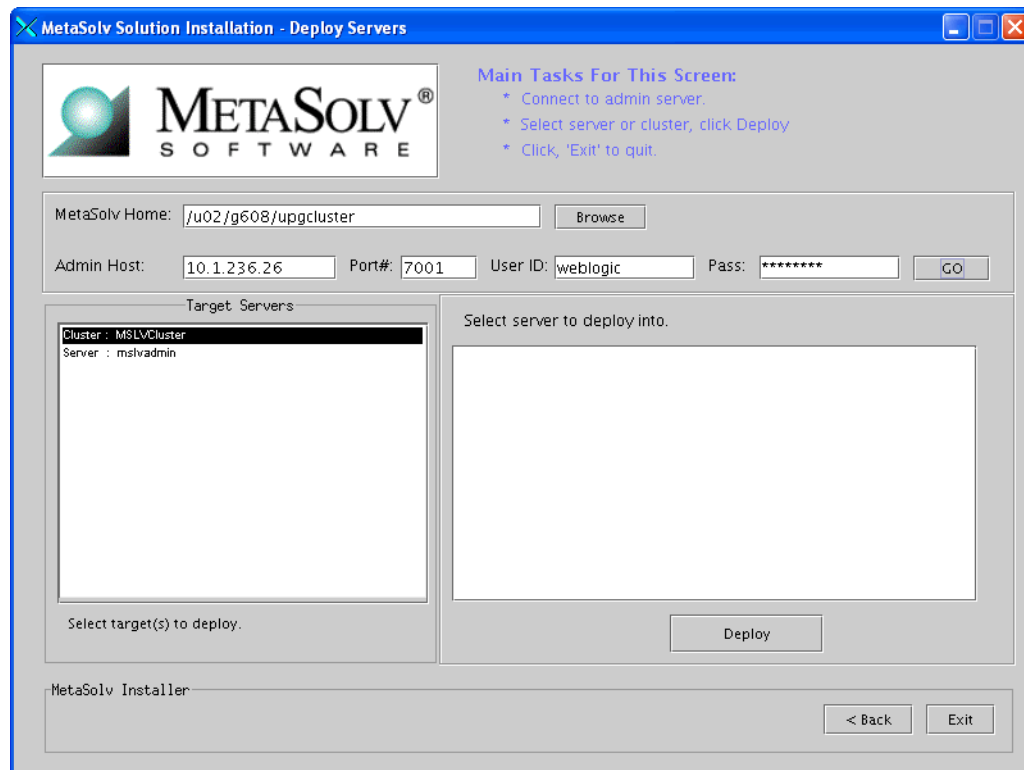 MetaSolv Solution Installation - Deploy Servers
METASOLV®
SOFTWARE
Main Tasks For This Screen:
* Connect to admin server.
* Select server or cluster, click Deploy
* Click, 'Exit' to quit.
MetaSolv Home: /u02/g608/upgcluster Browse
Admin Host: 10.1.236.26 Port#: 7001 User ID: weblogic Pass: ******** GO
Target Servers
Cluster : MSLVCluster
Server : mslvadmin
Select target(s) to deploy.
Select server to deploy into.
Deploy
MetaSolv Installer
< Back Exit